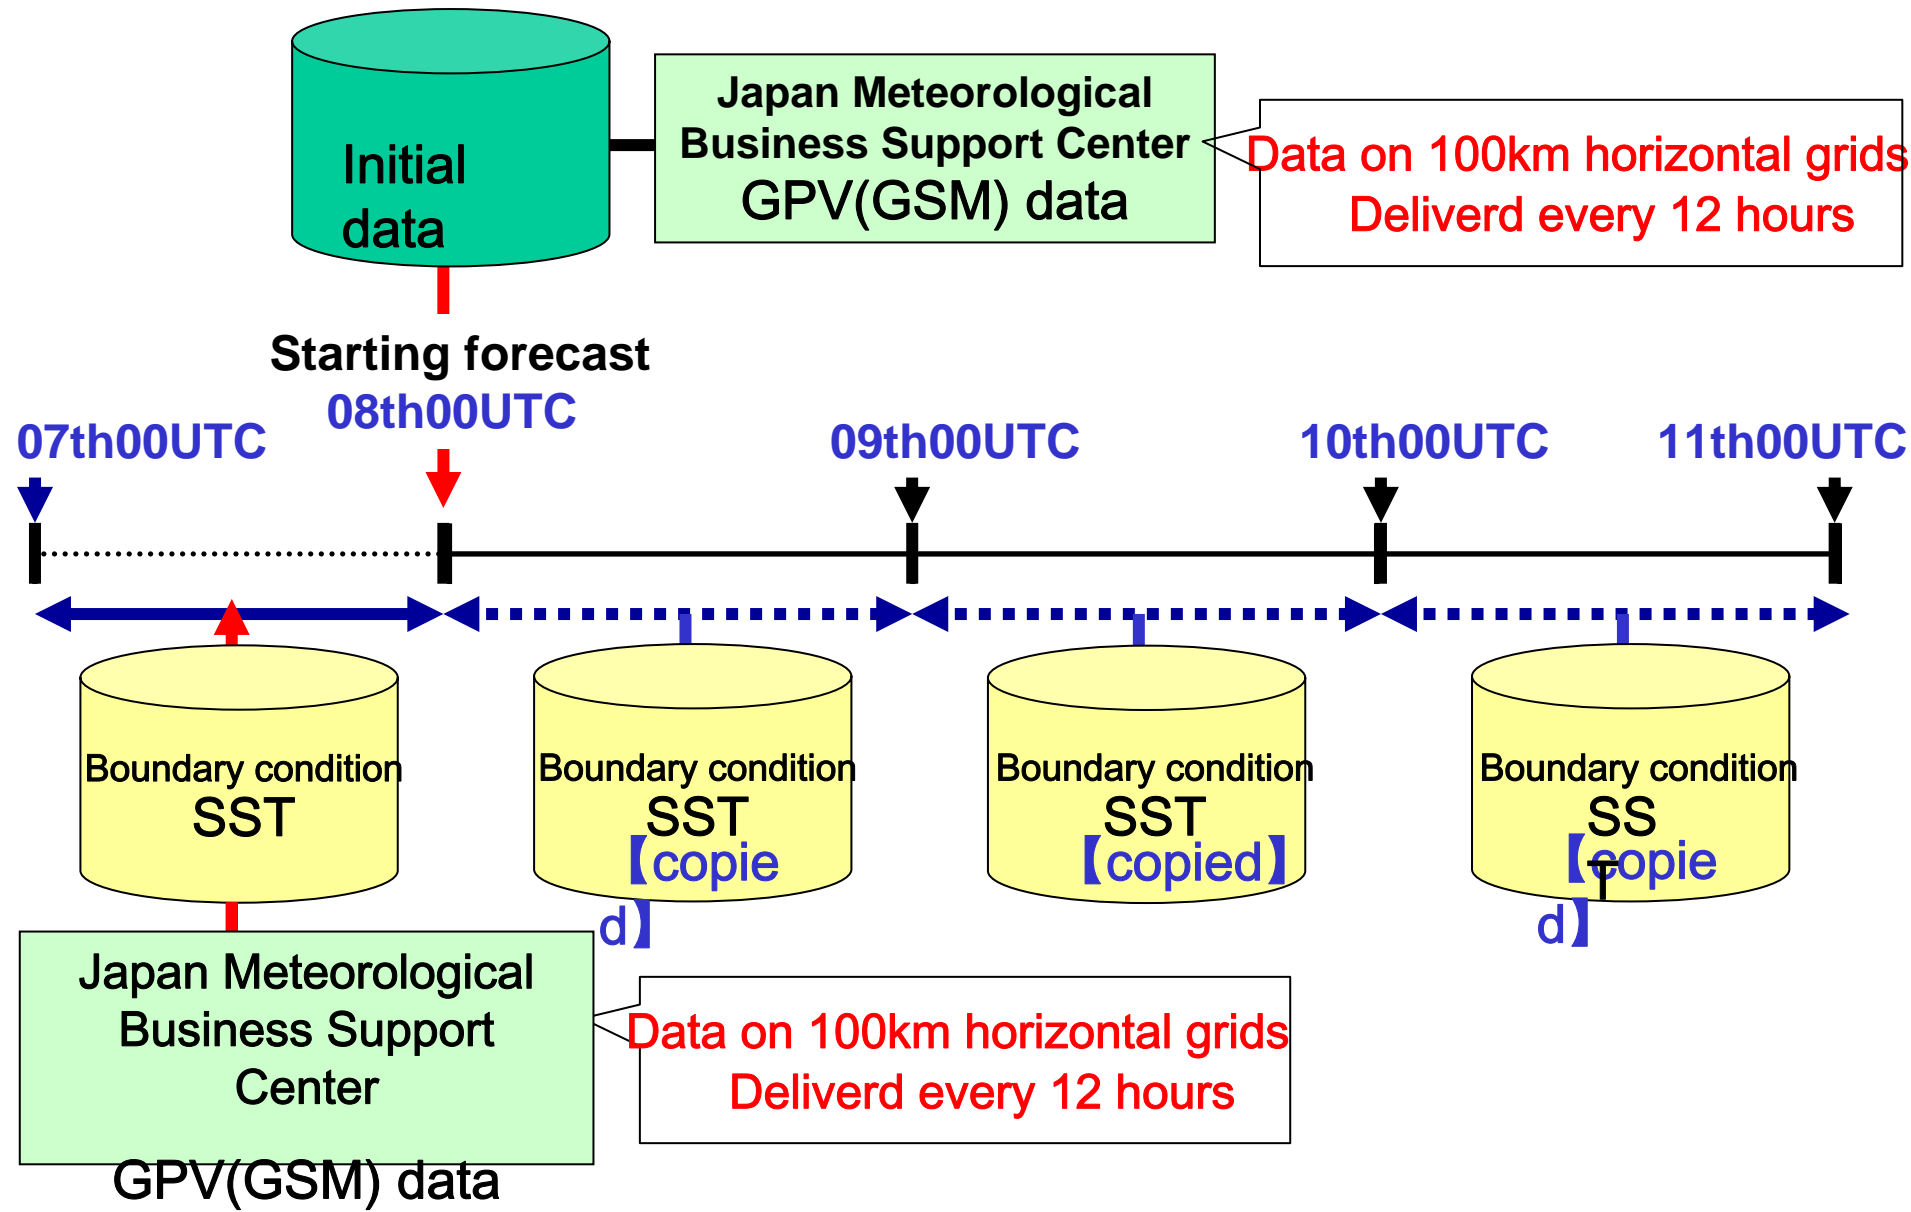 Initial
data
Japan Meteorological
Business Support Center
GPV(GSM) data
Data on 100km horizontal grids
Deliverd every 12 hours
Starting forecast
08th00UTC
07th00UTC
09th00UTC
10th00UTC
11th00UTC
Boundary condition
SST
Boundary condition
SST
【copie
d】
Boundary condition
SST
【copied】
Boundary condition
SS
T
【copie
d】
Japan Meteorological
Business Support
Center
GPV(GSM) data
Data on 100km horizontal grids
Deliverd every 12 hours